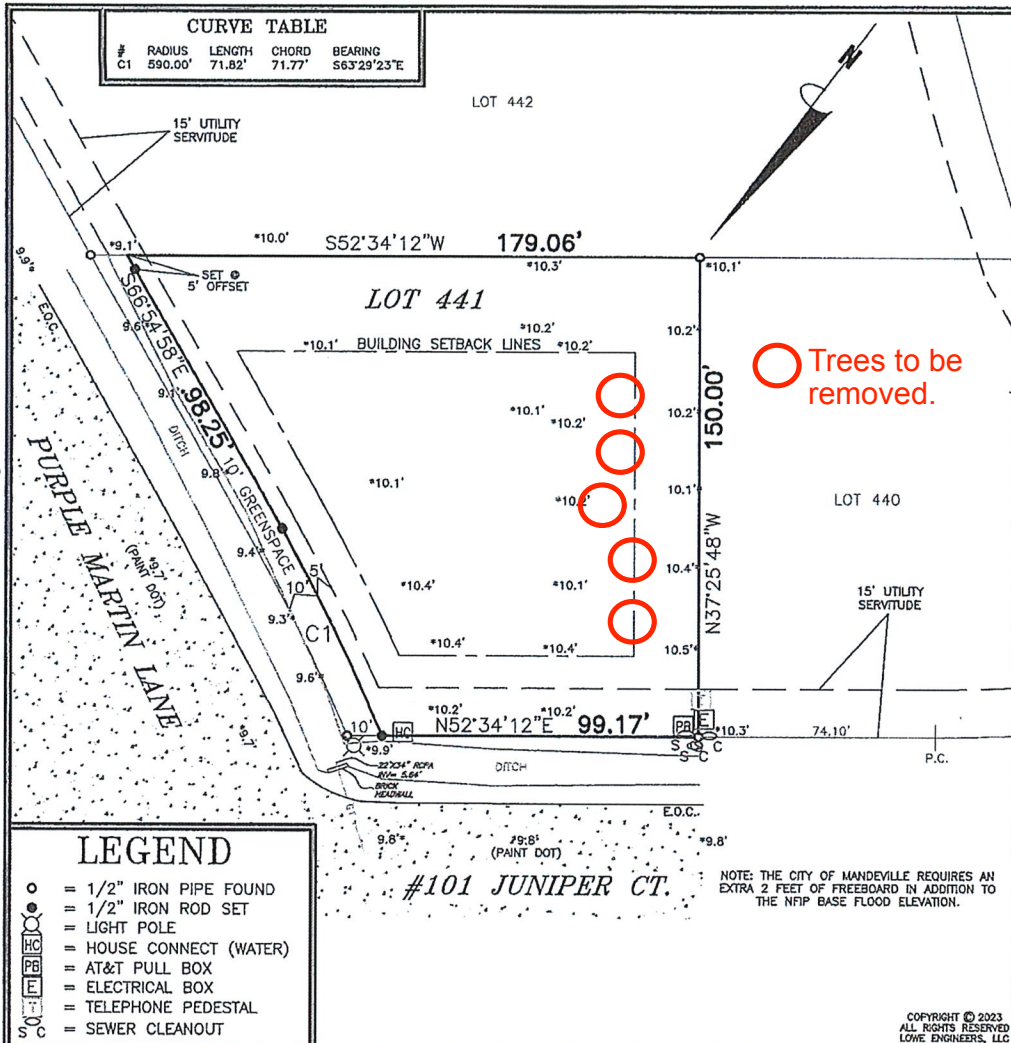 CURVE TABLE
# RADIUS LENGTH CHORD BEARING
C1 590.00' 71.82' 71.77' S63°29'23"E
N
LOT 442
15' UTILITY
SERVITUDE
9.9'
*9.1'
*10.0'
S52°34'12"W 179.06'
*10.3'
*10.1'
SET
5' OFFSET
E.O.C.
LOT 441
S66°54'58"E 98.25'
9.6'
*10.2'
10.2'
*10.1' BUILDING SETBACK LINES *10.2'
Trees to be
removed.
9.1'
*10.1'
*10.2'
10.2'
150.00'
DITCH
9.8'
10' GREENSPACE
*10.1'
*10.2'
10.1'
LOT 440
PURPLE MARTIN LANE
*9.7'
(PAINT DOT)
9.4'
5'
10'
*10.4'
*10.1'
10.4'
N37°25'48"W
15' UTILITY
SERVITUDE
9.3'
C1
*10.4'
*10.4'
10.5'
9.6'
*10.2'
N52°34'12"E
*10.2'
99.17'
*9.7'
10'
HC
PB
E
*10.3'
74.10'
P.C.
*9.9'
S C
S C
22"X34" RCPA
INV= 5.64'
BRICK
HEADWALL
DITCH
E.O.C.
9.8'
9.8'
(PAINT DOT)
*9.8'
#101 JUNIPER CT.
NOTE: THE CITY OF MANDEVILLE REQUIRES AN
EXTRA 2 FEET OF FREEBOARD IN ADDITION TO
THE NFIP BASE FLOOD ELEVATION.
LEGEND
= 1/2" IRON PIPE FOUND
= 1/2" IRON ROD SET
= LIGHT POLE
HC = HOUSE CONNECT (WATER)
PB = AT&T PULL BOX
E = ELECTRICAL BOX
T = TELEPHONE PEDESTAL
S C = SEWER CLEANOUT
COPYRIGHT © 2023
ALL RIGHTS RESERVED
LOWE ENGINEERS, LLC